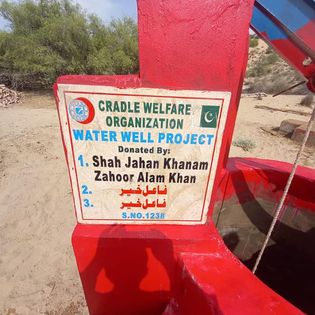 CRADLE WELFARE
ORGANIZATION
WATER WELL PROJECT
Donated By:
1. Shah Jahan Khanam
Zahoor Alam Khan
2. فاعل خیر
3. فاعل خیر
S.NO.1238